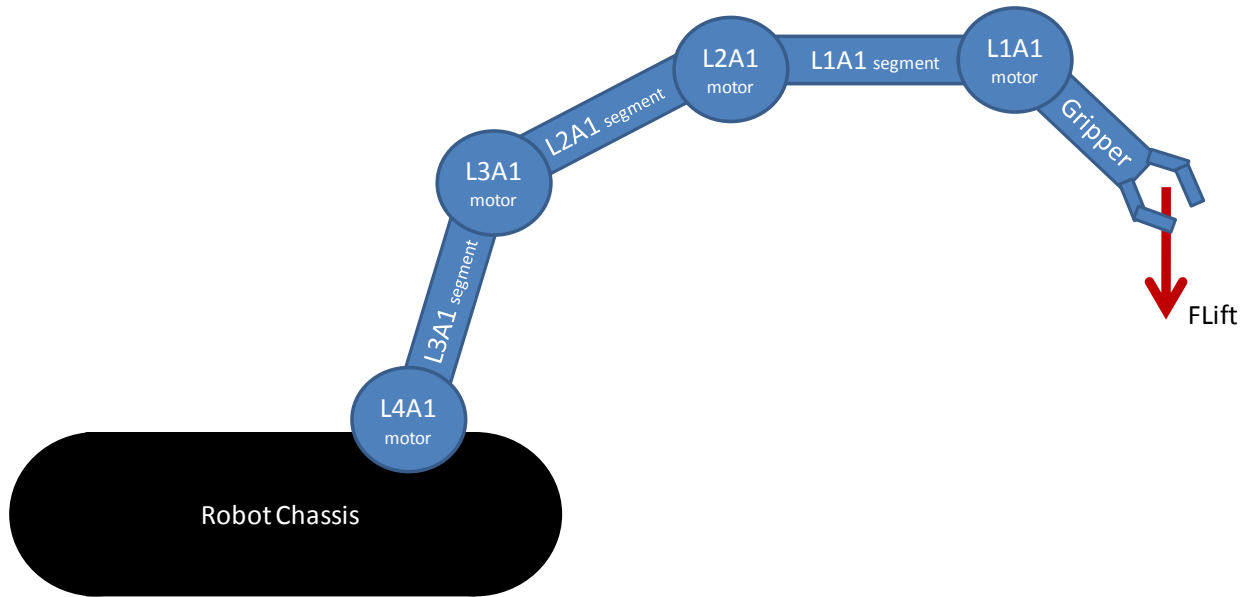 L2A1
motor
L1A1 segment
L1A1
motor
L2A1 segment
Gripper
L3A1
motor
L3A1 segment
FLift
L4A1
motor
Robot Chassis